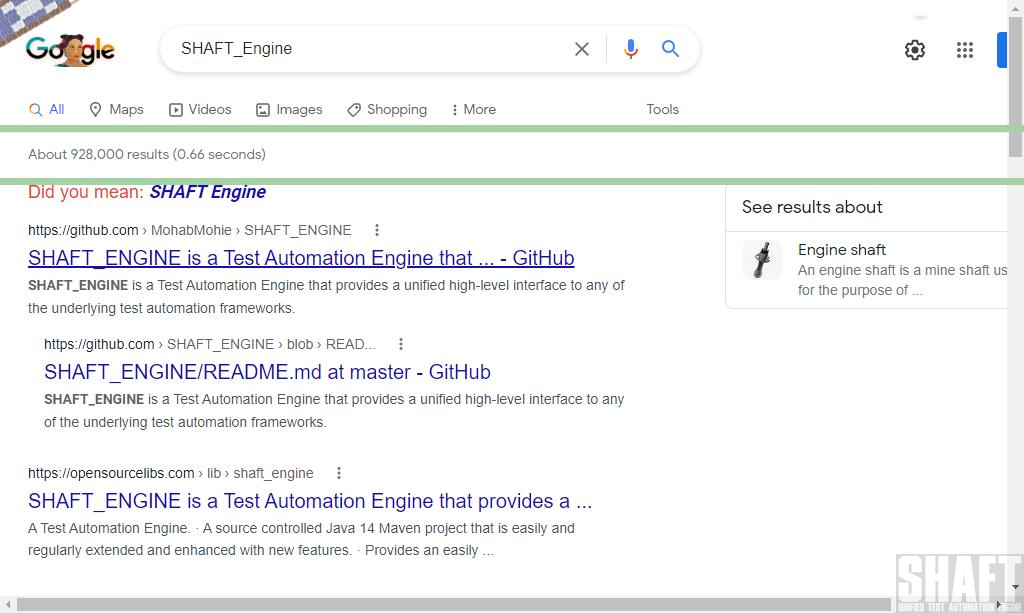 Google
SHAFT_Engine
All Maps Videos Images Shopping More Tools
About 928,000 results (0.66 seconds)
Did you mean: SHAFT Engine
https://github.com › MohabMohie › SHAFT_ENGINE
SHAFT_ENGINE is a Test Automation Engine that ... - GitHub
SHAFT_ENGINE is a Test Automation Engine that provides a unified high-level interface to any of
the underlying test automation frameworks.
https://github.com › SHAFT_ENGINE › blob › READ...
SHAFT_ENGINE/README.md at master - GitHub
SHAFT_ENGINE is a Test Automation Engine that provides a unified high-level interface to any
of the underlying test automation frameworks.
https://opensourcelibs.com › lib › shaft_engine
SHAFT_ENGINE is a Test Automation Engine that provides a ...
A Test Automation Engine. · A source controlled Java 14 Maven project that is easily and
regularly extended and enhanced with new features. · Provides an easily ...
See results about
Engine shaft
An engine shaft is a mine shaft us
for the purpose of ...
SHAFT
UNIFIED TEST AUTOMATION